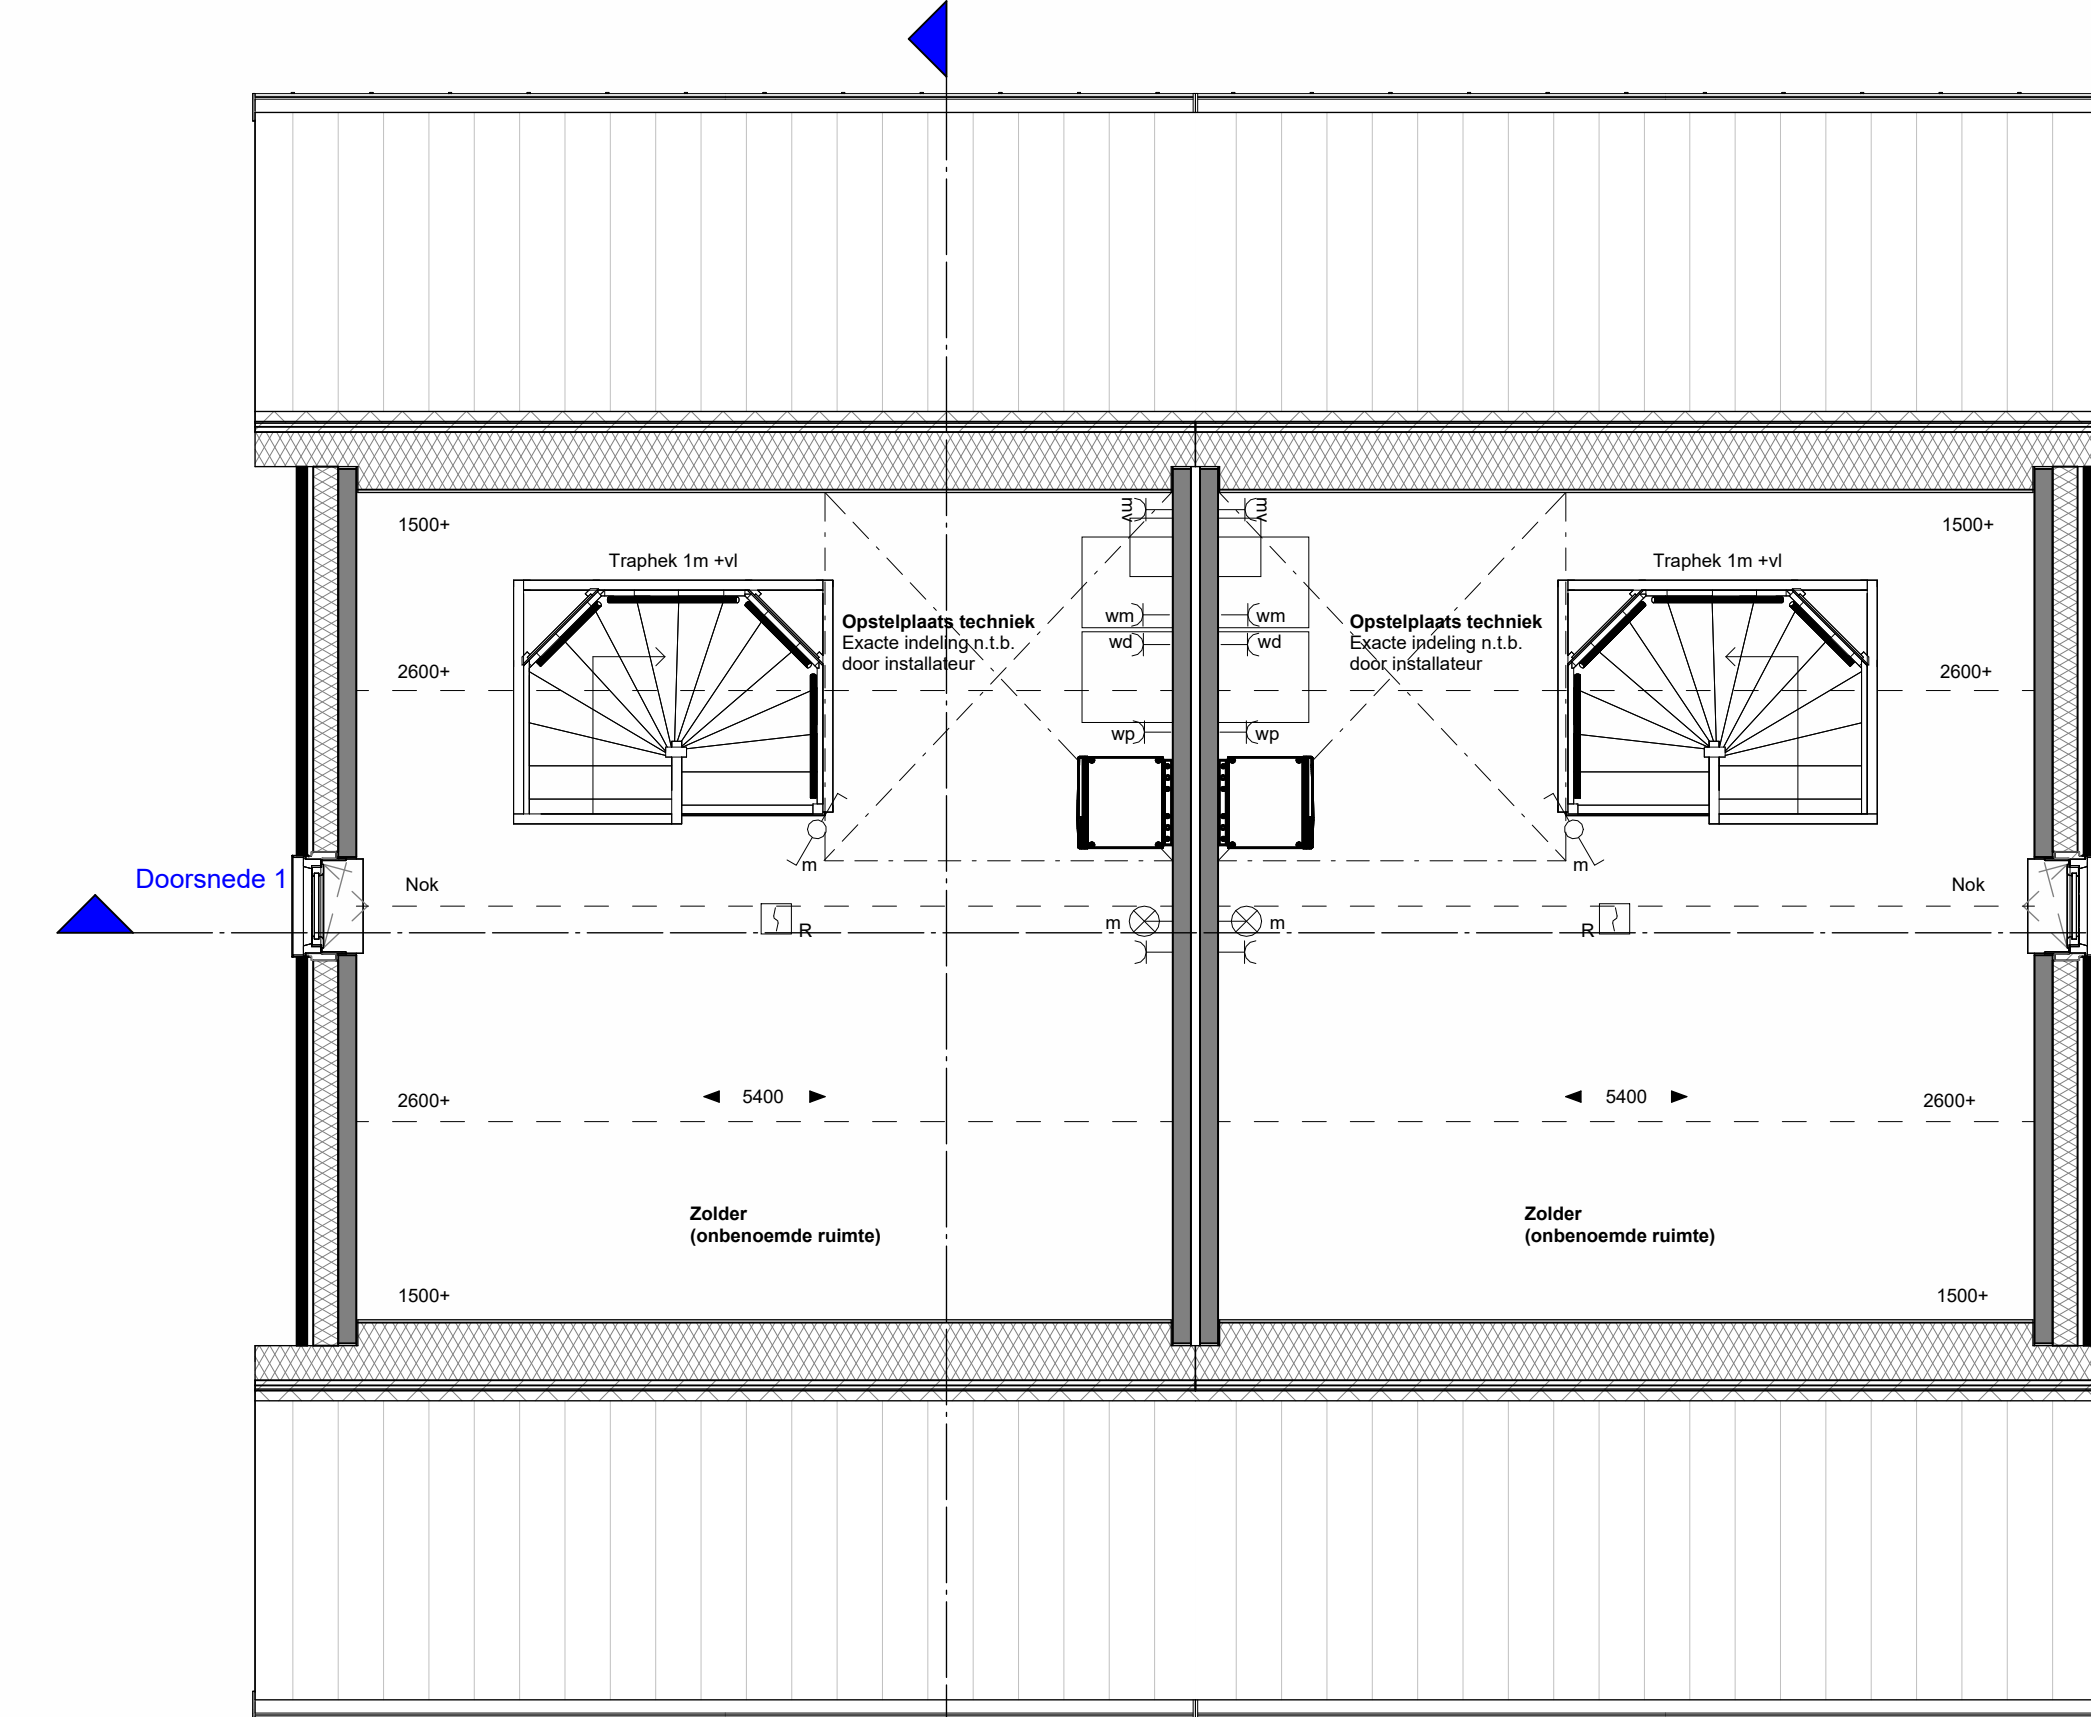 1500+
mv
mv
1500+
Traphek 1m +vl
Traphek 1m +vl
Opstelplaats techniek
Exacte indeling n.t.b.
door installateur
wm
wm
wd
wd
Opstelplaats techniek
Exacte indeling n.t.b.
door installateur
2600+
2600+
wp
wp
m
m
Doorsnede 1
Nok
Nok
R
m
m
R
2600+
5400
5400
2600+
Zolder
(onbenoemde ruimte)
Zolder
(onbenoemde ruimte)
1500+
1500+